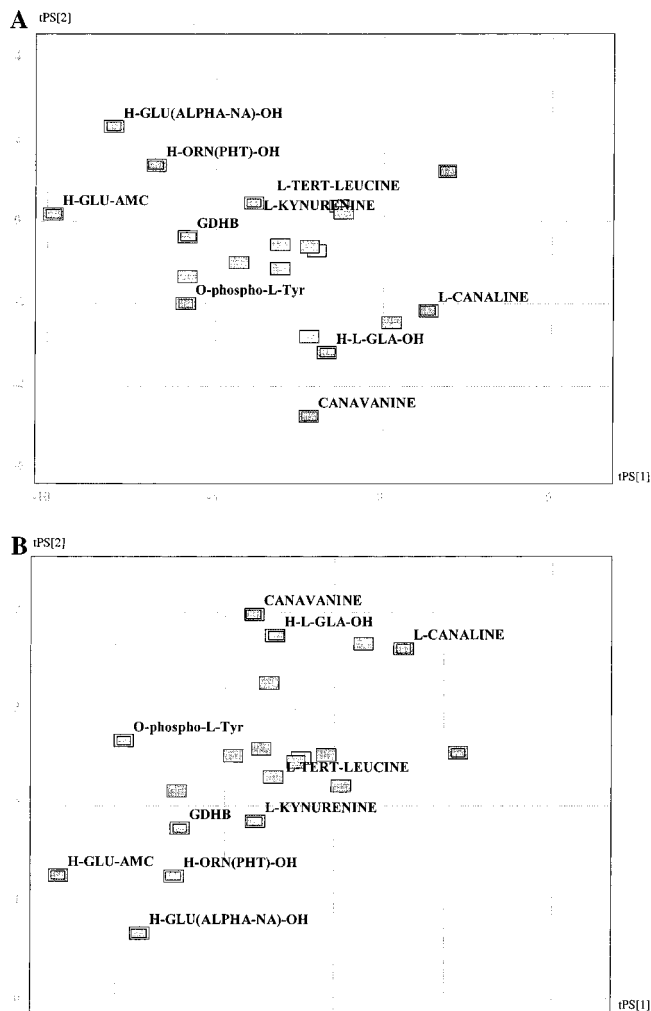 A tPS[2]
H-GLU(ALPHA-NA)-OH
H-ORN(PHT)-OH
L-TERT-LEUCINE
H-GLU-AMC
L-KYNURENINE
GDHB
O-phospho-L-Tyr
L-CANALINE
H-L-GLA-OH
CANAVANINE
tPS[1]
-10
B tPS[2]
CANAVANINE
H-L-GLA-OH
L-CANALINE
O-phospho-L-Tyr
L-TERT-LEUCINE
L-KYNURENINE
GDHB
H-GLU-AMC
H-ORN(PHT)-OH
H-GLU(ALPHA-NA)-OH
tPS[1]